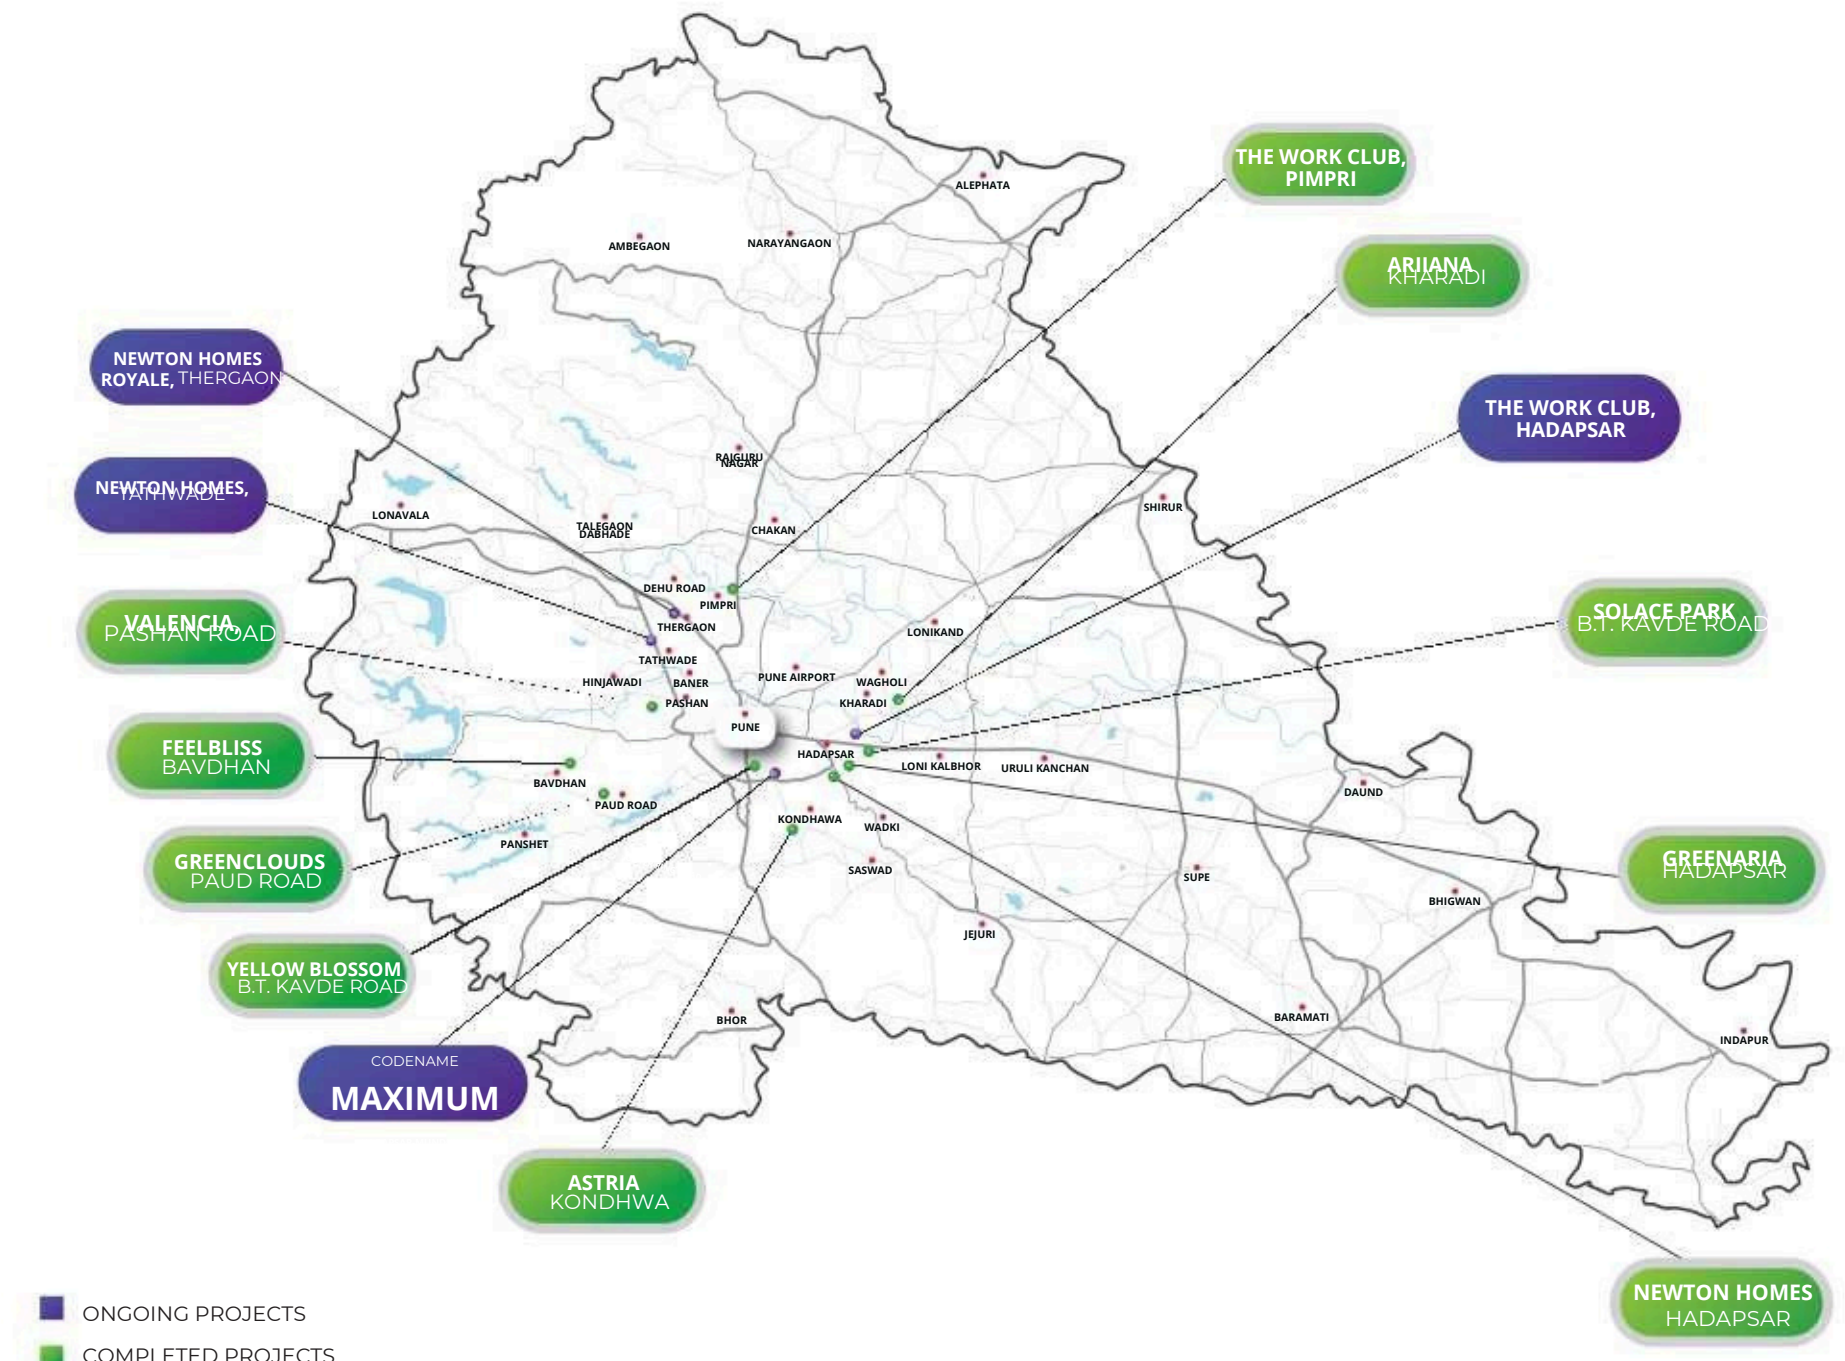 THE WORK CLUB,
PIMPRI
ALEPHATA
AMBEGAON
NARAYANGAON
ARIIANA
KHARADI
NEWTON HOMES
ROYALE, THERGAON
THE WORK CLUB,
HADAPSAR
RAJGURU
NAGAR
NEWTON HOMES,
TATHWADE
LONAVALA
TALEGAON
DABHADE
CHAKAN
SHIRUR
DEHU ROAD
PIMPRI
THERGAON
LONIKAND
VALENCIA,
PASHAN ROAD
SOLACE PARK
B.T. KAVDE ROAD
TATHWADE
HINJAWADI
BANER
PUNE AIRPORT
WAGHOLI
PASHAN
KHARADI
PUNE
FEELBLISS
BAVDHAN
HADAPSAR
LONI KALBHOR
URULI KANCHAN
BAVDHAN
DAUND
PAUD ROAD
KONDHAWA
WADKI
PANSHET
GREENCLOUDS
PAUD ROAD
SASWAD
SUPE
GREENARIA
HADAPSAR
BHIGWAN
JEJURI
YELLOW BLOSSOM
B.T. KAVDE ROAD
BHOR
BARAMATI
INDAPUR
CODENAME
MAXIMUM
ASTRIA
KONDHWA
NEWTON HOMES
HADAPSAR
ONGOING PROJECTS
COMPLETED PROJECTS